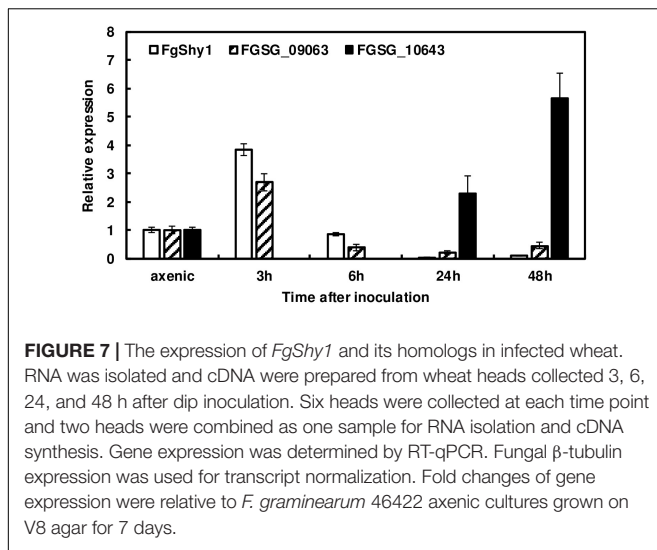 8
7
6
5
4
3
2
1
0
Relative expression
FgShy1 FGSG_09063 FGSG_10643
axenic 3h 6h 24h 48h
Time after inoculation
FIGURE 7 | The expression of FgShy1 and its homologs in infected wheat.
RNA was isolated and cDNA were prepared from wheat heads collected 3, 6,
24, and 48 h after dip inoculation. Six heads were collected at each time point
and two heads were combined as one sample for RNA isolation and cDNA
synthesis. Gene expression was determined by RT-qPCR. Fungal β-tubulin
expression was used for transcript normalization. Fold changes of gene
expression were relative to F. graminearum 46422 axenic cultures grown on
V8 agar for 7 days.